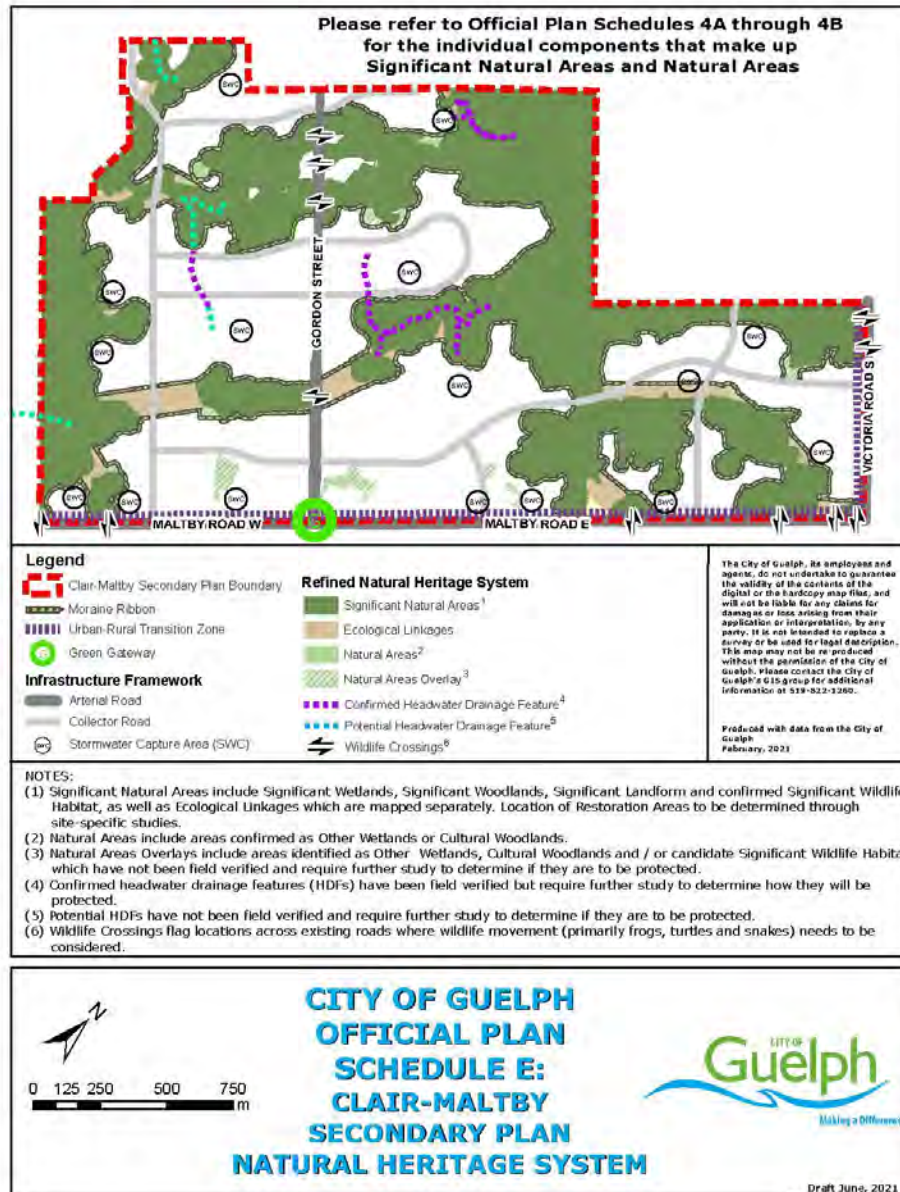 Please refer to Official Plan Schedules 4A through 4B
for the individual components that make up
Significant Natural Areas and Natural Areas
SWC
SWC
GORDON STREET
SWC
SWC
SWC
SWC
SWC
SWC
SWC
SWC
SWC
SWC
SWC
SWC
SWC
SWC
VICTORIA ROAD S
MALTBY ROAD W
MALTBY ROAD E
Legend
Clair-Maltby Secondary Plan Boundary
Moraine Ribbon
Urban-Rural Transition Zone
Green Gateway
Infrastructure Framework
Arterial Road
Collector Road
SWC Stormwater Capture Area (SWC)
Refined Natural Heritage System
Significant Natural Areas1
Ecological Linkages
Natural Areas2
Natural Areas Overlay3
Confirmed Headwater Drainage Feature4
Potential Headwater Drainage Feature5
Wildlife Crossings6
The City of Guelph, its employees and
agents, do not undertake to guarantee
the validity of the contents of the
digital or the hardcopy map files, and
will not be liable for any claims for
damages or loss arising from their
application or interpretation, by any
party. It is not intended to replace a
survey or be used for legal description.
This map may not be reproduced
without the permission of the City of
Guelph. Please contact the City of
Guelph's GIS group for additional
information at 519-822-1260.
Produced with data from the City of
Guelph
February, 2021
NOTES:
(1) Significant Natural Areas include Significant Wetlands, Significant Woodlands, Significant Landform and confirmed Significant Wildlife
Habitat, as well as Ecological Linkages which are mapped separately. Location of Restoration Areas to be determined through
site-specific studies.
(2) Natural Areas include areas confirmed as Other Wetlands or Cultural Woodlands.
(3) Natural Areas Overlays include areas identified as Other Wetlands, Cultural Woodlands and / or candidate Significant Wildlife Habita
which have not been field verified and require further study to determine if they are to be protected.
(4) Confirmed headwater drainage features (HDFs) have been field verified but require further study to determine how they will be
protected.
(5) Potential HDFs have not been field verified and require further study to determine if they are to be protected.
(6) Wildlife Crossings flag locations across existing roads where wildlife movement (primarily frogs, turtles and snakes) needs to be
considered.
N
0 125 250 500 750
m
CITY OF GUELPH
OFFICIAL PLAN
SCHEDULE E:
CLAIR-MALTBY
SECONDARY PLAN
NATURAL HERITAGE SYSTEM
CITY OF
Guelph
Making a Difference
Draft June, 2021